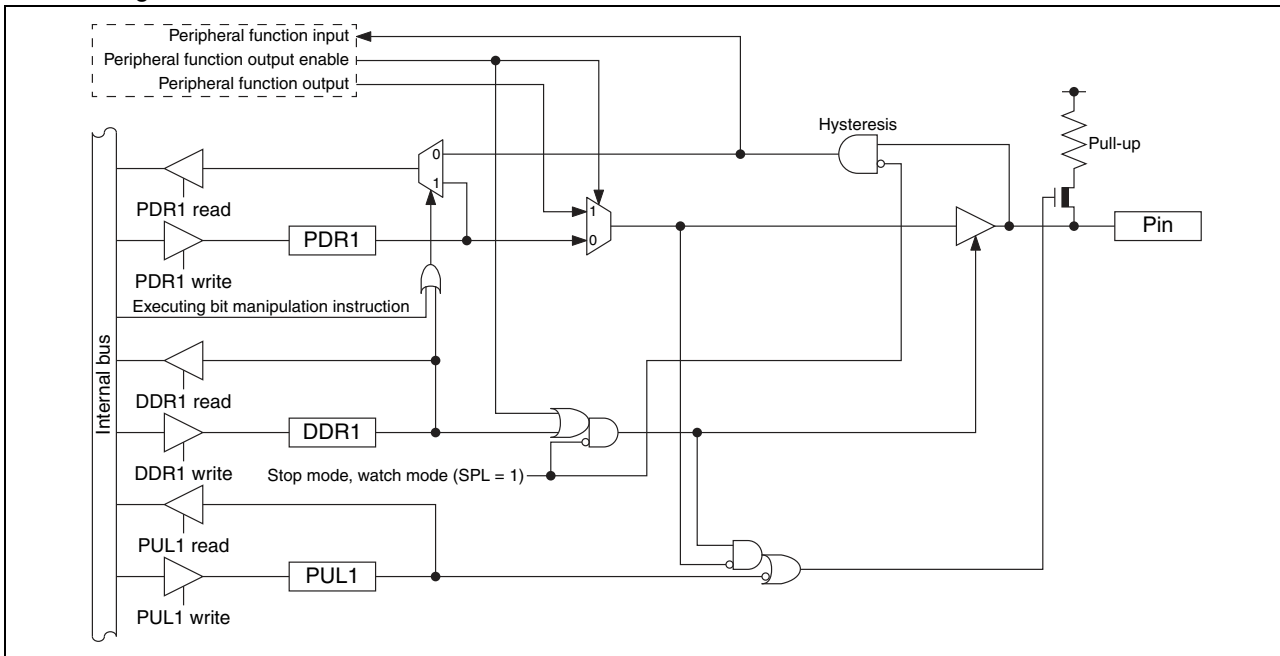 Peripheral function input
Peripheral function output enable
Peripheral function output
Hysteresis
Pull-up
0
1
PDR1 read
1
0
PDR1
Pin
PDR1 write
Executing bit manipulation instruction
Internal bus
DDR1 read
DDR1
DDR1 write
Stop mode, watch mode (SPL = 1)
PUL1 read
PUL1
PUL1 write